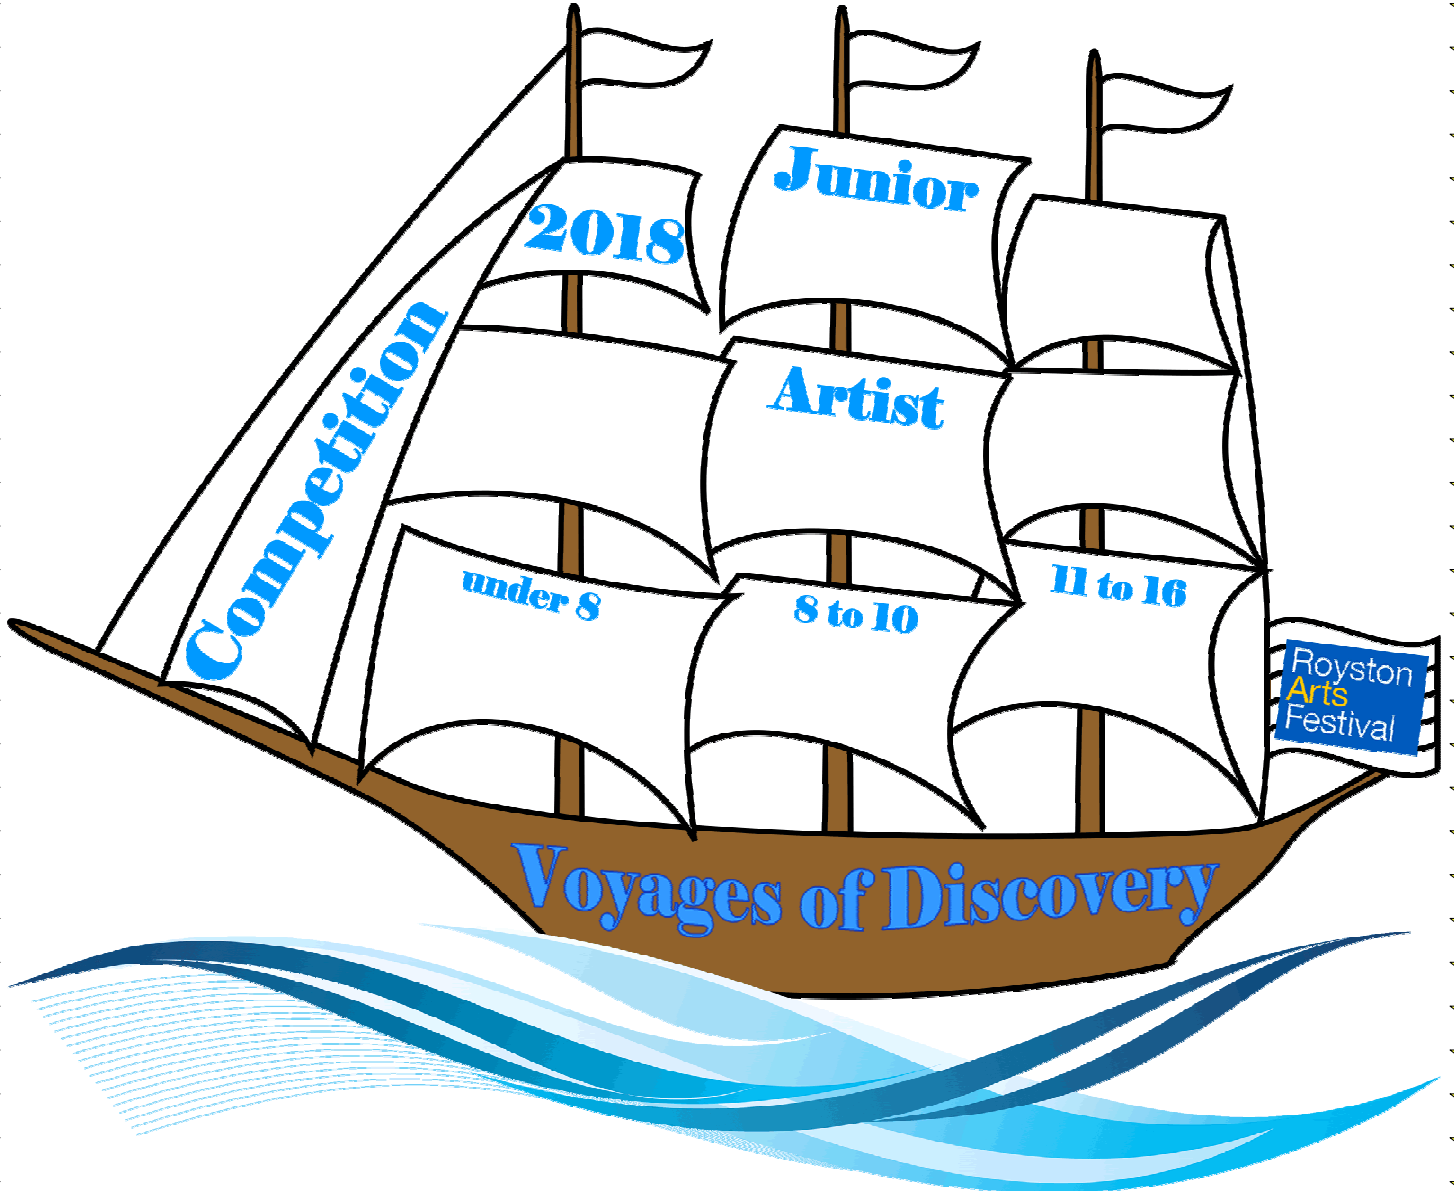 2018
Junior
Artist
Competition
under 8
8 to 10
11 to 16
Royston
Arts
Festival
Voyages of Discovery